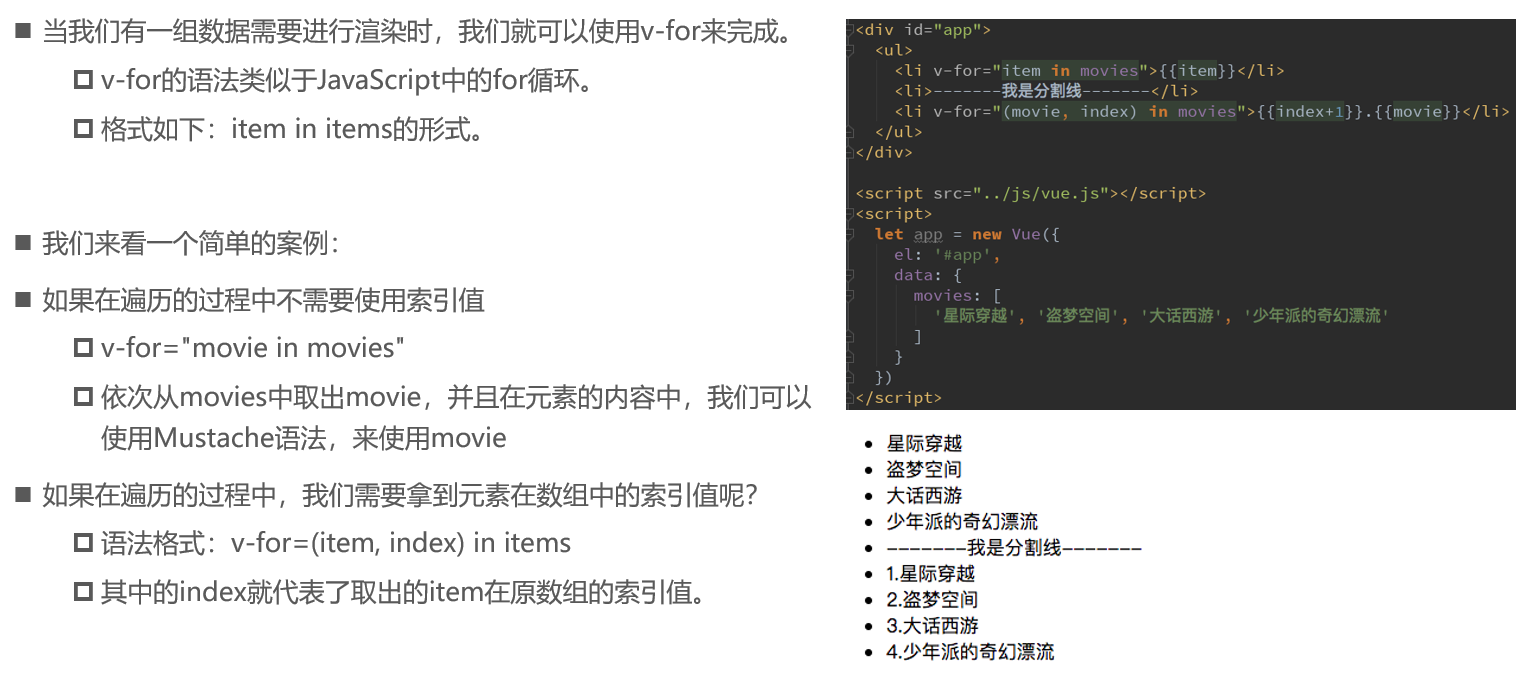 当我们有一组数据需要进行渲染时，我们就可以使用v-for来完成。
v-for的语法类似于JavaScript中的for循环。
格式如下：item in items的形式。
我们来看一个简单的案例：
如果在遍历的过程中不需要使用索引值
v-for="movie in movies"
依次从movies中取出movie，并且在元素的内容中，我们可以
使用Mustache语法，来使用movie
如果在遍历的过程中，我们需要拿到元素在数组中的索引值呢？
语法格式：v-for=(item, index) in items
其中的index就代表了取出的item在原数组的索引值。
<div id="app">
<ul>
<li v-for="item in movies">{{item}}</li>
<li>-------我是分割线-------</li>
<li v-for="(movie, index) in movies">{{index+1}}.{{movie}}</li>
</ul>
</div>
<script src="../js/vue.js"></script>
<script>
let app = new Vue({
el: '#app',
data: {
movies: [
'星际穿越', '盗梦空间', '大话西游', '少年派的奇幻漂流'
]
}
})
</script>
星际穿越
盗梦空间
大话西游
少年派的奇幻漂流
-------我是分割线-------
1.星际穿越
2.盗梦空间
3.大话西游
4.少年派的奇幻漂流